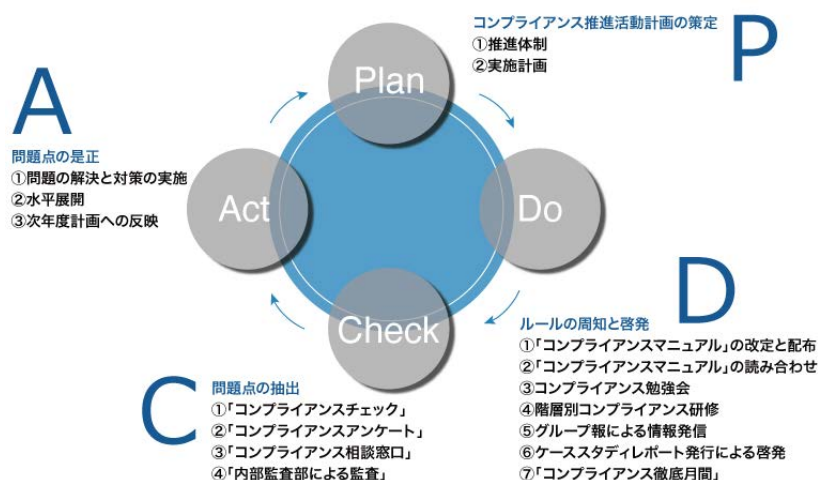 コンプライアンス推進活動計画の策定
①推進体制
②実施計画
P
Plan
A
問題点の是正
①問題の解決と対策の実施
②水平展開
③次年度計画への反映
Act
Do
D
ルールの周知と啓発
①「コンプライアンスマニュアル」の改定と配布
②「コンプライアンスマニュアル」の読み合わせ
③コンプライアンス勉強会
④階層別コンプライアンス研修
⑤グループ報による情報発信
⑥ケーススタディレポート発行による啓発
⑦「コンプライアンス徹底月間」
Check
C
問題点の抽出
①「コンプライアンスチェック」
②「コンプライアンスアンケート」
③「コンプライアンス相談窓口」
④「内部監査部による監査」